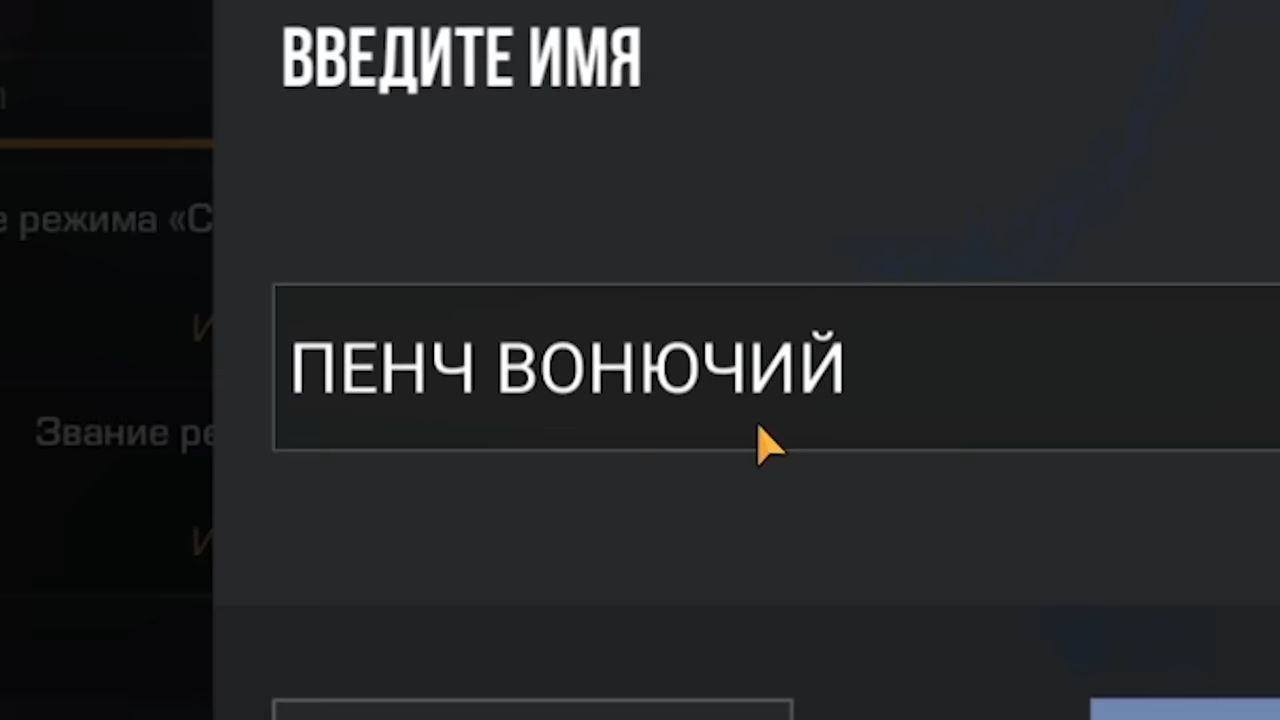 ВВЕДИТЕ ИМЯ
е режима «С
И
ПЕНЧ ВОНЮЧИЙ
Звание ре
И